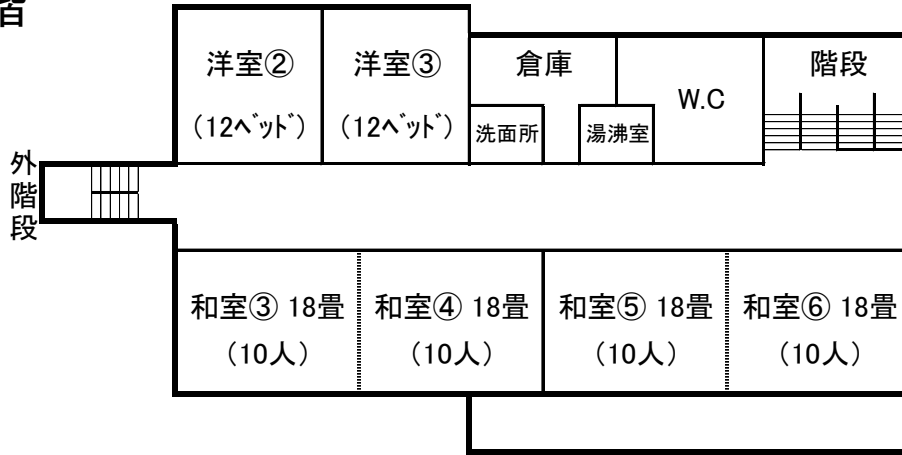 階
洋室②
(12ﾍﾞｯﾄﾞ)
洋室③
(12ﾍﾞｯﾄﾞ)
倉庫
洗面所
湯沸室
W.C
階段
外階段
和室③ 18畳
(10人)
和室④ 18畳
(10人)
和室⑤ 18畳
(10人)
和室⑥ 18畳
(10人)